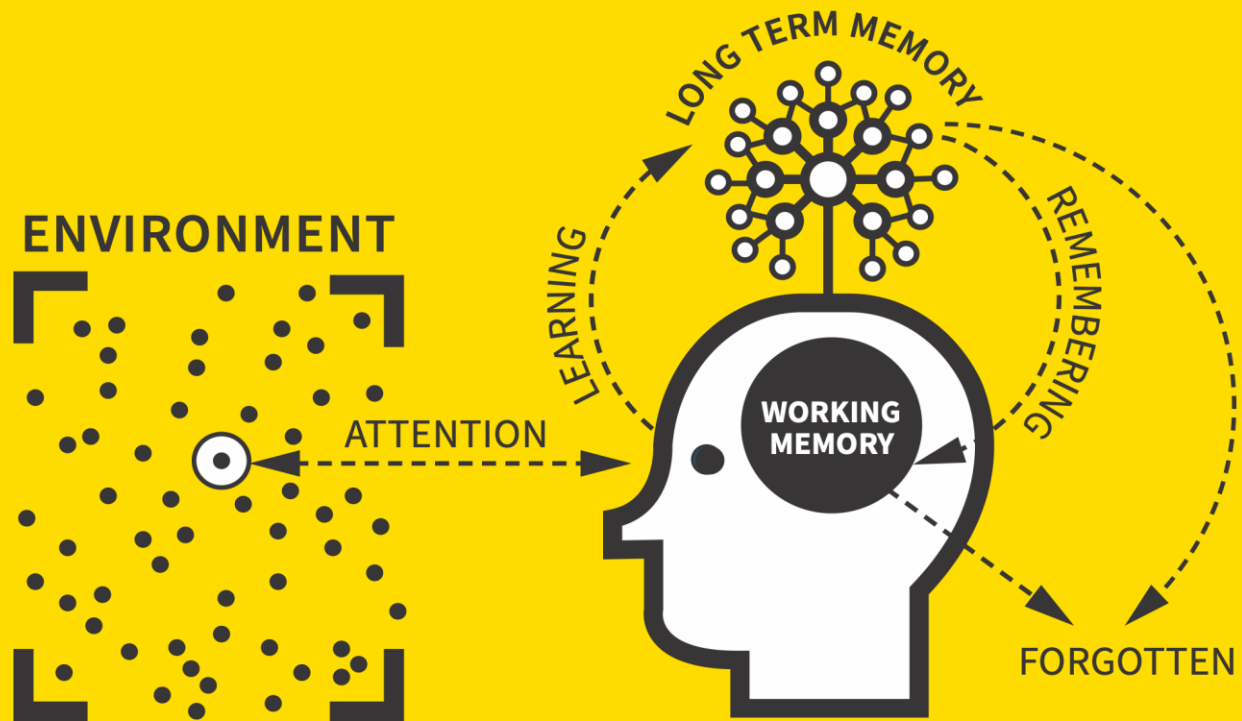 LONG TERM MEMORY
ENVIRONMENT
LEARNING
REMEMBERING
ATTENTION
WORKING
MEMORY
FORGOTTEN